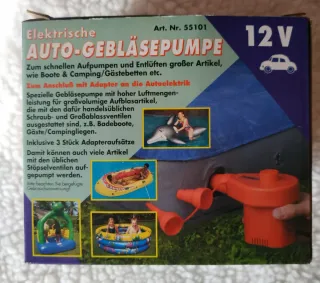 Elektrische
Art. Nr. 55101
AUTO-GEBLÄSEPUMPE
12 V
Zum schnellen Aufpumpen und Entlüften großer Artikel,
wie Boote & Camping/Gästebetten etc.
Zum Anschluß mit Adapter an die Autoelektrik
Spezielle Gebläsepumpe mit hoher Luftmengen-
leistung für großvolumige Aufblasartikel,
die mit den dafür handelsüblichen
Schraub- und Großablassventilen
ausgestattet sind, z.B. Badeboote,
Gäste/Campingliegen.
Inklusive 3 Stück Adapteraufsätze
Damit können auch viele Artikel
mit den üblichen
Stöpselventilen auf-
gepumpt werden.